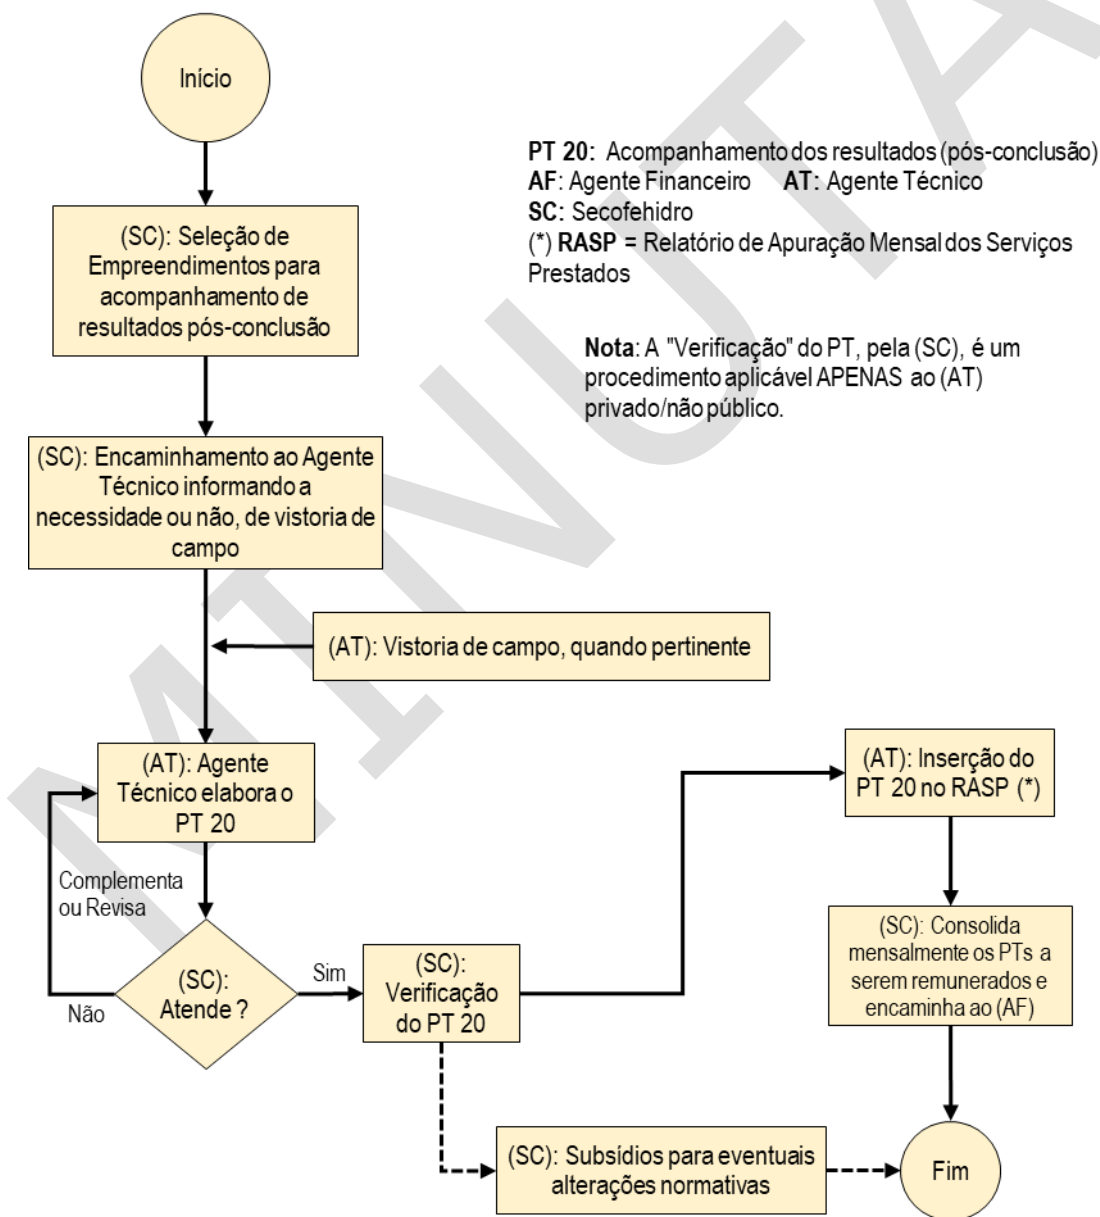 Início
PT 20: Acompanhamento dos resultados (pós-conclusão)
AF: Agente Financeiro AT: Agente Técnico
SC: Secofehidro
(*) RASP = Relatório de Apuração Mensal dos Serviços
Prestados
(SC): Seleção de
Empreendimentos para
acompanhamento de
resultados pós-conclusão
Nota: A "Verificação" do PT, pela (SC), é um
procedimento aplicável APENAS ao (AT)
privado/não público.
(SC): Encaminhamento ao Agente
Técnico informando a
necessidade ou não, de vistoria de
campo
(AT): Vistoria de campo, quando pertinente
(AT): Agente
Técnico elabora o
PT 20
(AT): Inserção do
PT 20 no RASP (*)
Complementa
ou Revisa
(SC):
Atende ?
Não
Sim
(SC):
Verificação
do PT 20
(SC): Consolida
mensalmente os PTs a
serem remunerados e
encaminha ao (AF)
(SC): Subsídios para eventuais
alterações normativas
Fim
MINUTA